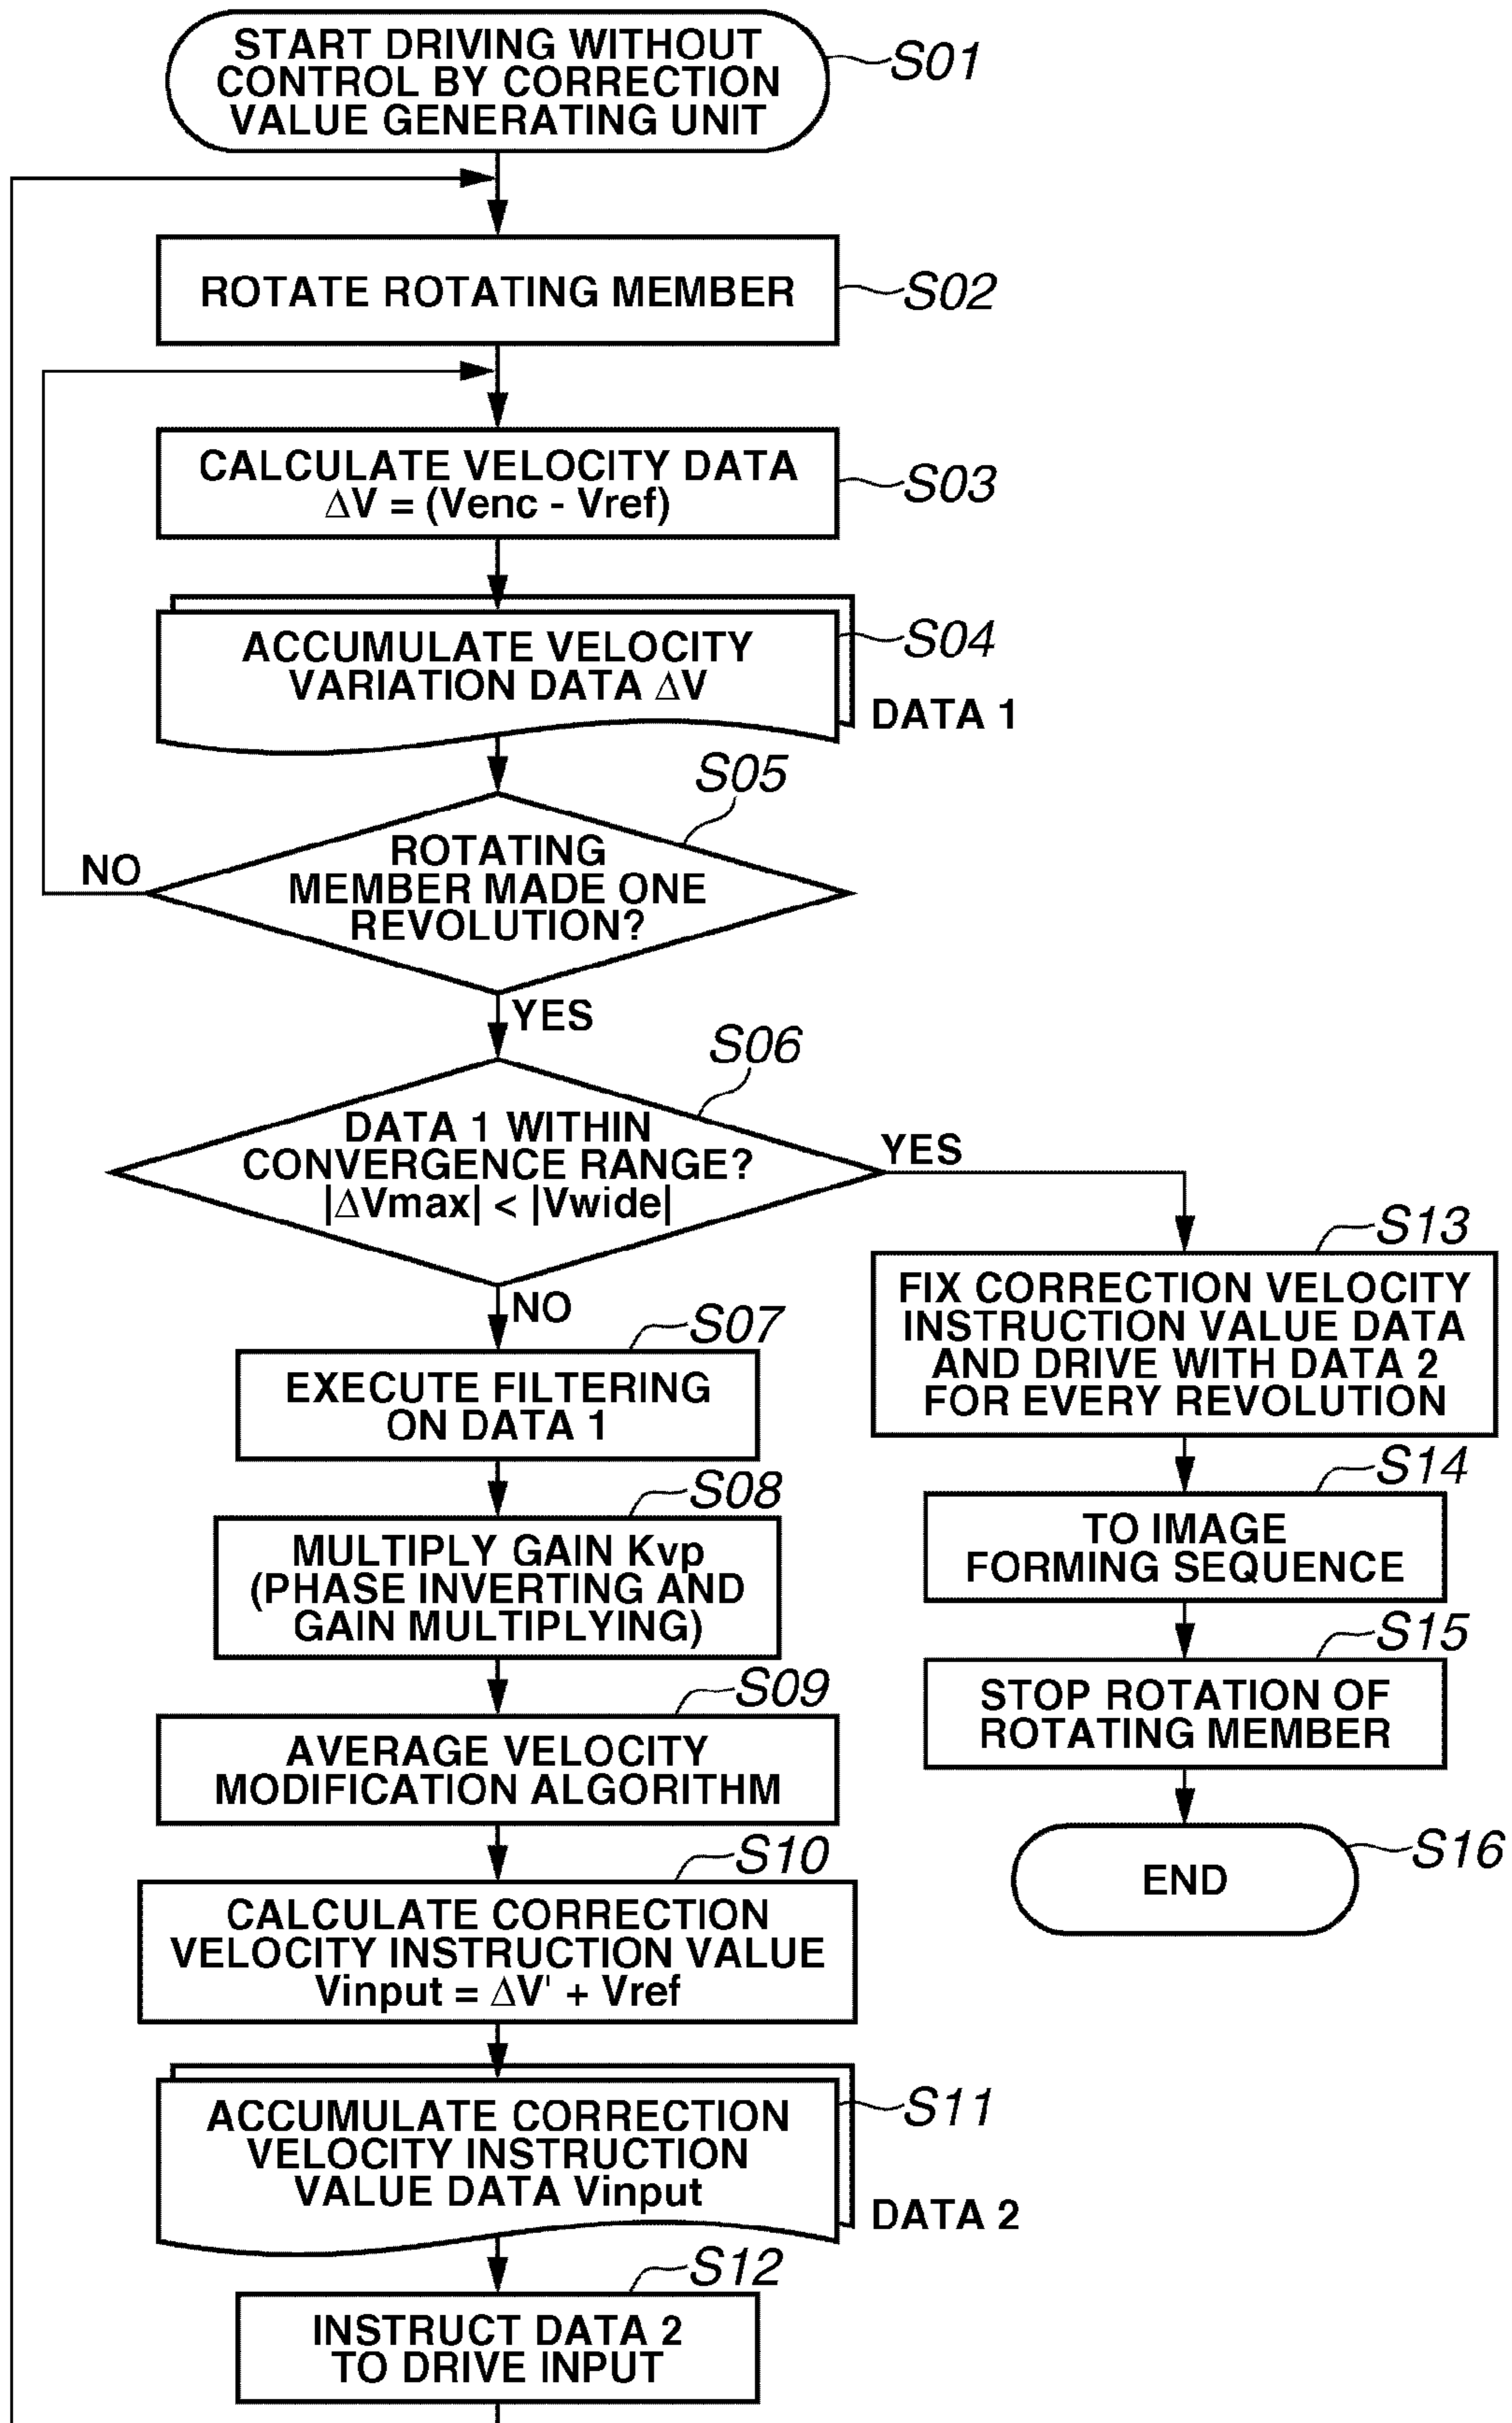 START DRIVING WITHOUT
CONTROL BY CORRECTION
VALUE GENERATING UNIT
S01
ROTATE ROTATING MEMBER
S02
CALCULATE VELOCITY DATA
ΔV = (Venc - Vref)
S03
ACCUMULATE VELOCITY
VARIATION DATA ΔV
S04
DATA 1
S05
ROTATING
MEMBER MADE ONE
REVOLUTION?
NO
YES
S06
DATA 1 WITHIN
CONVERGENCE RANGE?
|ΔVmax| < |Vwide|
YES
NO
S07
EXECUTE FILTERING
ON DATA 1
S08
MULTIPLY GAIN Kvp
(PHASE INVERTING AND
GAIN MULTIPLYING)
S09
AVERAGE VELOCITY
MODIFICATION ALGORITHM
S10
CALCULATE CORRECTION
VELOCITY INSTRUCTION VALUE
Vinput = ΔV' + Vref
S11
ACCUMULATE CORRECTION
VELOCITY INSTRUCTION
VALUE DATA Vinput
DATA 2
S12
INSTRUCT DATA 2
TO DRIVE INPUT
S13
FIX CORRECTION VELOCITY
INSTRUCTION VALUE DATA
AND DRIVE WITH DATA 2
FOR EVERY REVOLUTION
S14
TO IMAGE
FORMING SEQUENCE
S15
STOP ROTATION OF
ROTATING MEMBER
S16
END